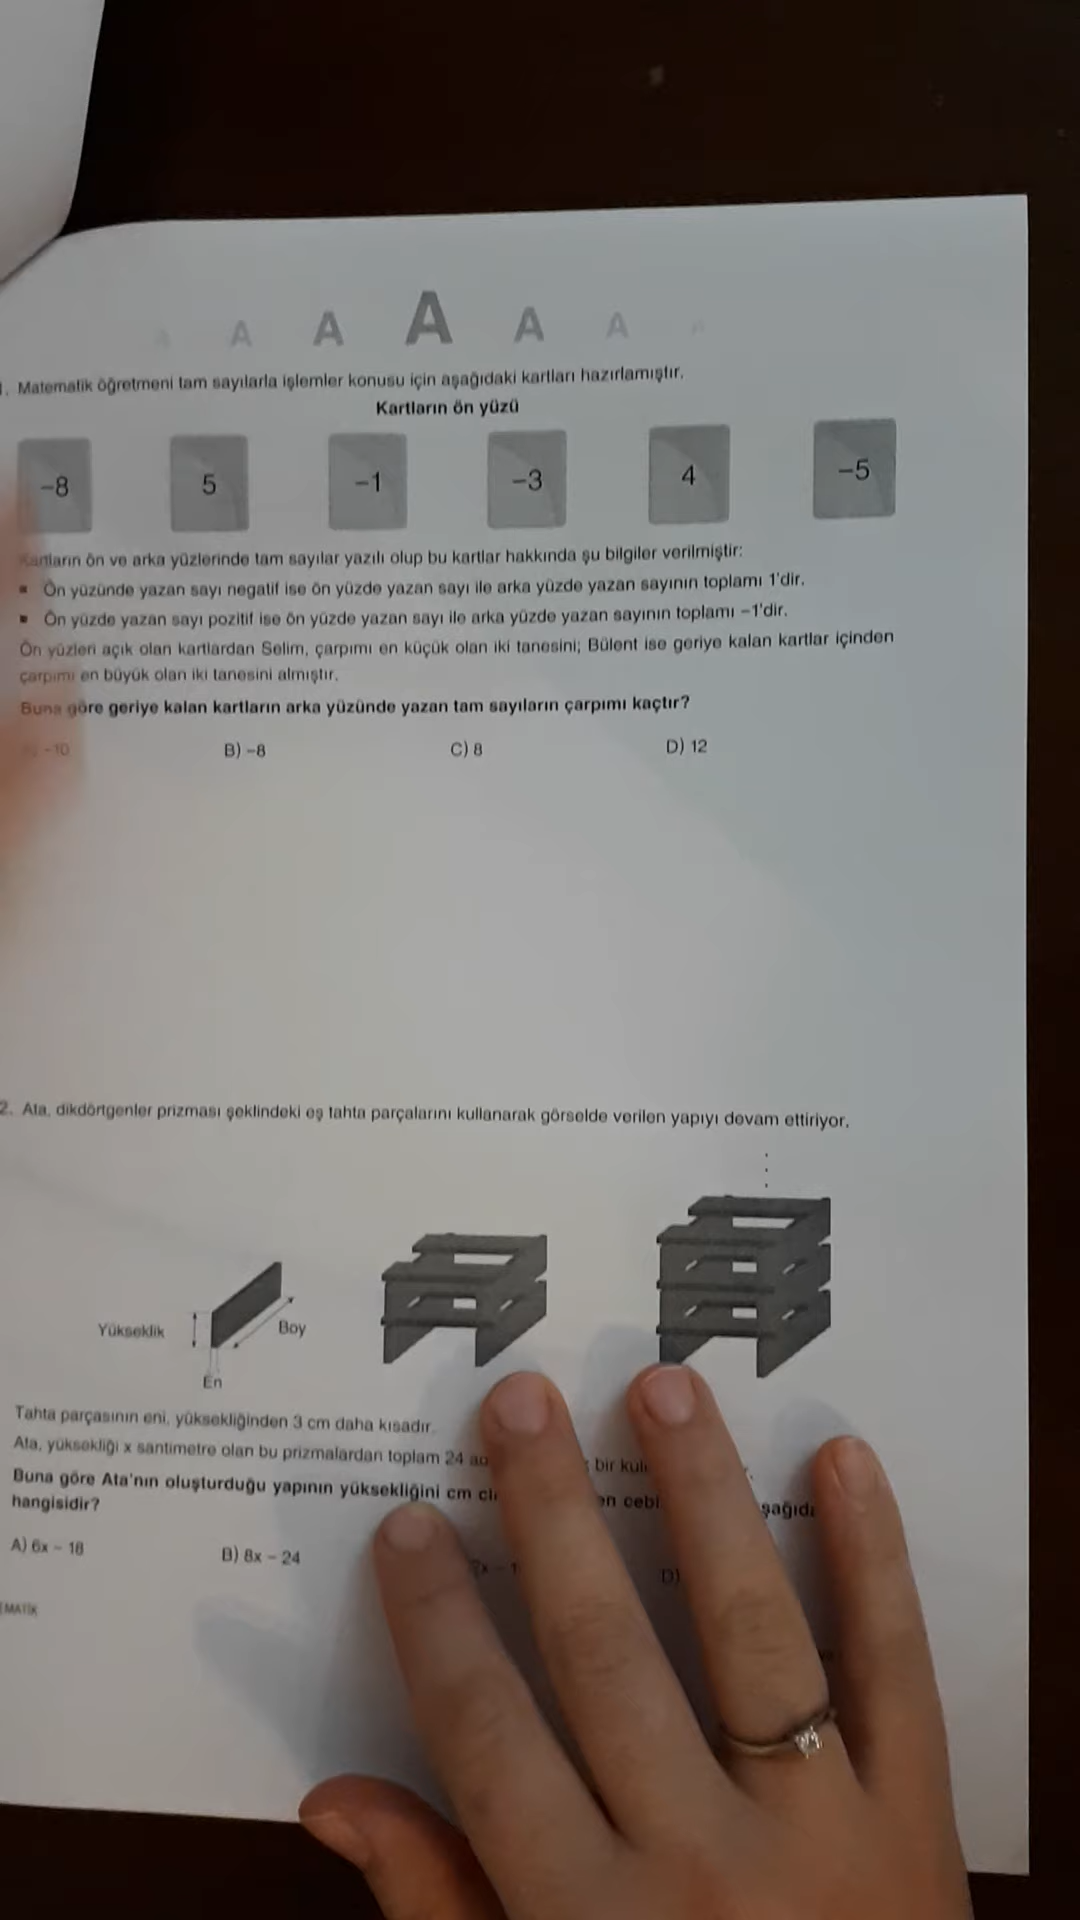 A A A A A
1. Matematik öğretmeni tam sayılarla işlemler konusu için aşağıdaki kartları hazırlamıştır.
Kartların ön yüzü
-8 5 -1 -3 4 -5
Kartların ön ve arka yüzlerinde tam sayılar yazılı olup bu kartlar hakkında şu bilgiler verilmiştir:
▪ Ön yüzünde yazan sayı negatif ise ön yüzde yazan sayı ile arka yüzde yazan sayının toplamı 1'dir.
▪ Ön yüzde yazan sayı pozitif ise ön yüzde yazan sayı ile arka yüzde yazan sayının toplamı -1'dir.
Ön yüzleri açık olan kartlardan Selim, çarpımı en küçük olan iki tanesini; Bülent ise geriye kalan kartlar içinden
çarpımı en büyük olan iki tanesini almıştır.
Buna göre geriye kalan kartların arka yüzünde yazan tam sayıların çarpımı kaçtır?
-10 B) -8 C) 8 D) 12
2. Ata, dikdörtgenler prizması şeklindeki eş tahta parçalarını kullanarak görselde verilen yapıyı devam ettiriyor.
Yükseklik
Boy
En
Tahta parçasının eni, yüksekliğinden 3 cm daha kısadır.
Ata, yüksekliği x santimetre olan bu prizmalardan toplam 24 bir
Buna göre Ata'nın oluşturduğu yapının yüksekliğini cm
hangisidir?
A) 6x - 18 B) 8x - 24 D)